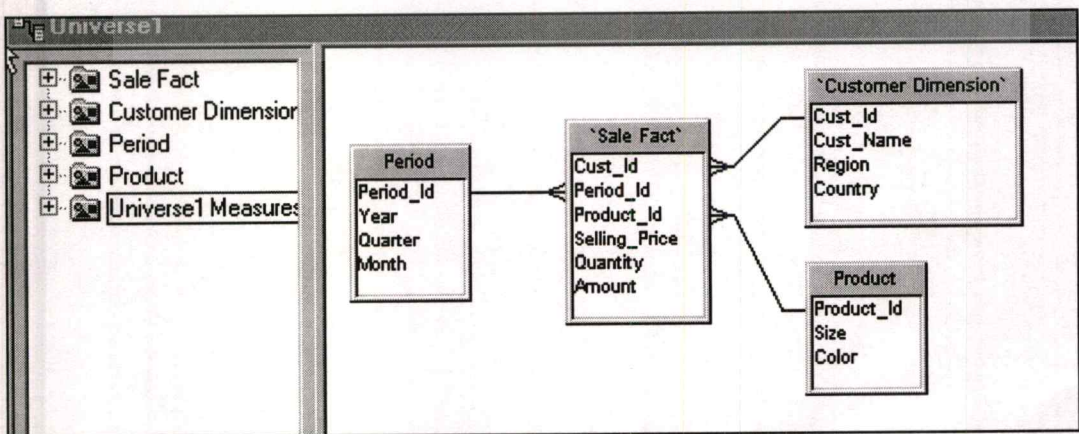 Universe1
Sale Fact
Customer Dimension
Period
Product
Universe1 Measures
Period
Period_Id
Year
Quarter
Month
`Sale Fact`
Cust_Id
Period_Id
Product_Id
Selling_Price
Quantity
Amount
`Customer Dimension`
Cust_Id
Cust_Name
Region
Country
Product
Product_Id
Size
Color